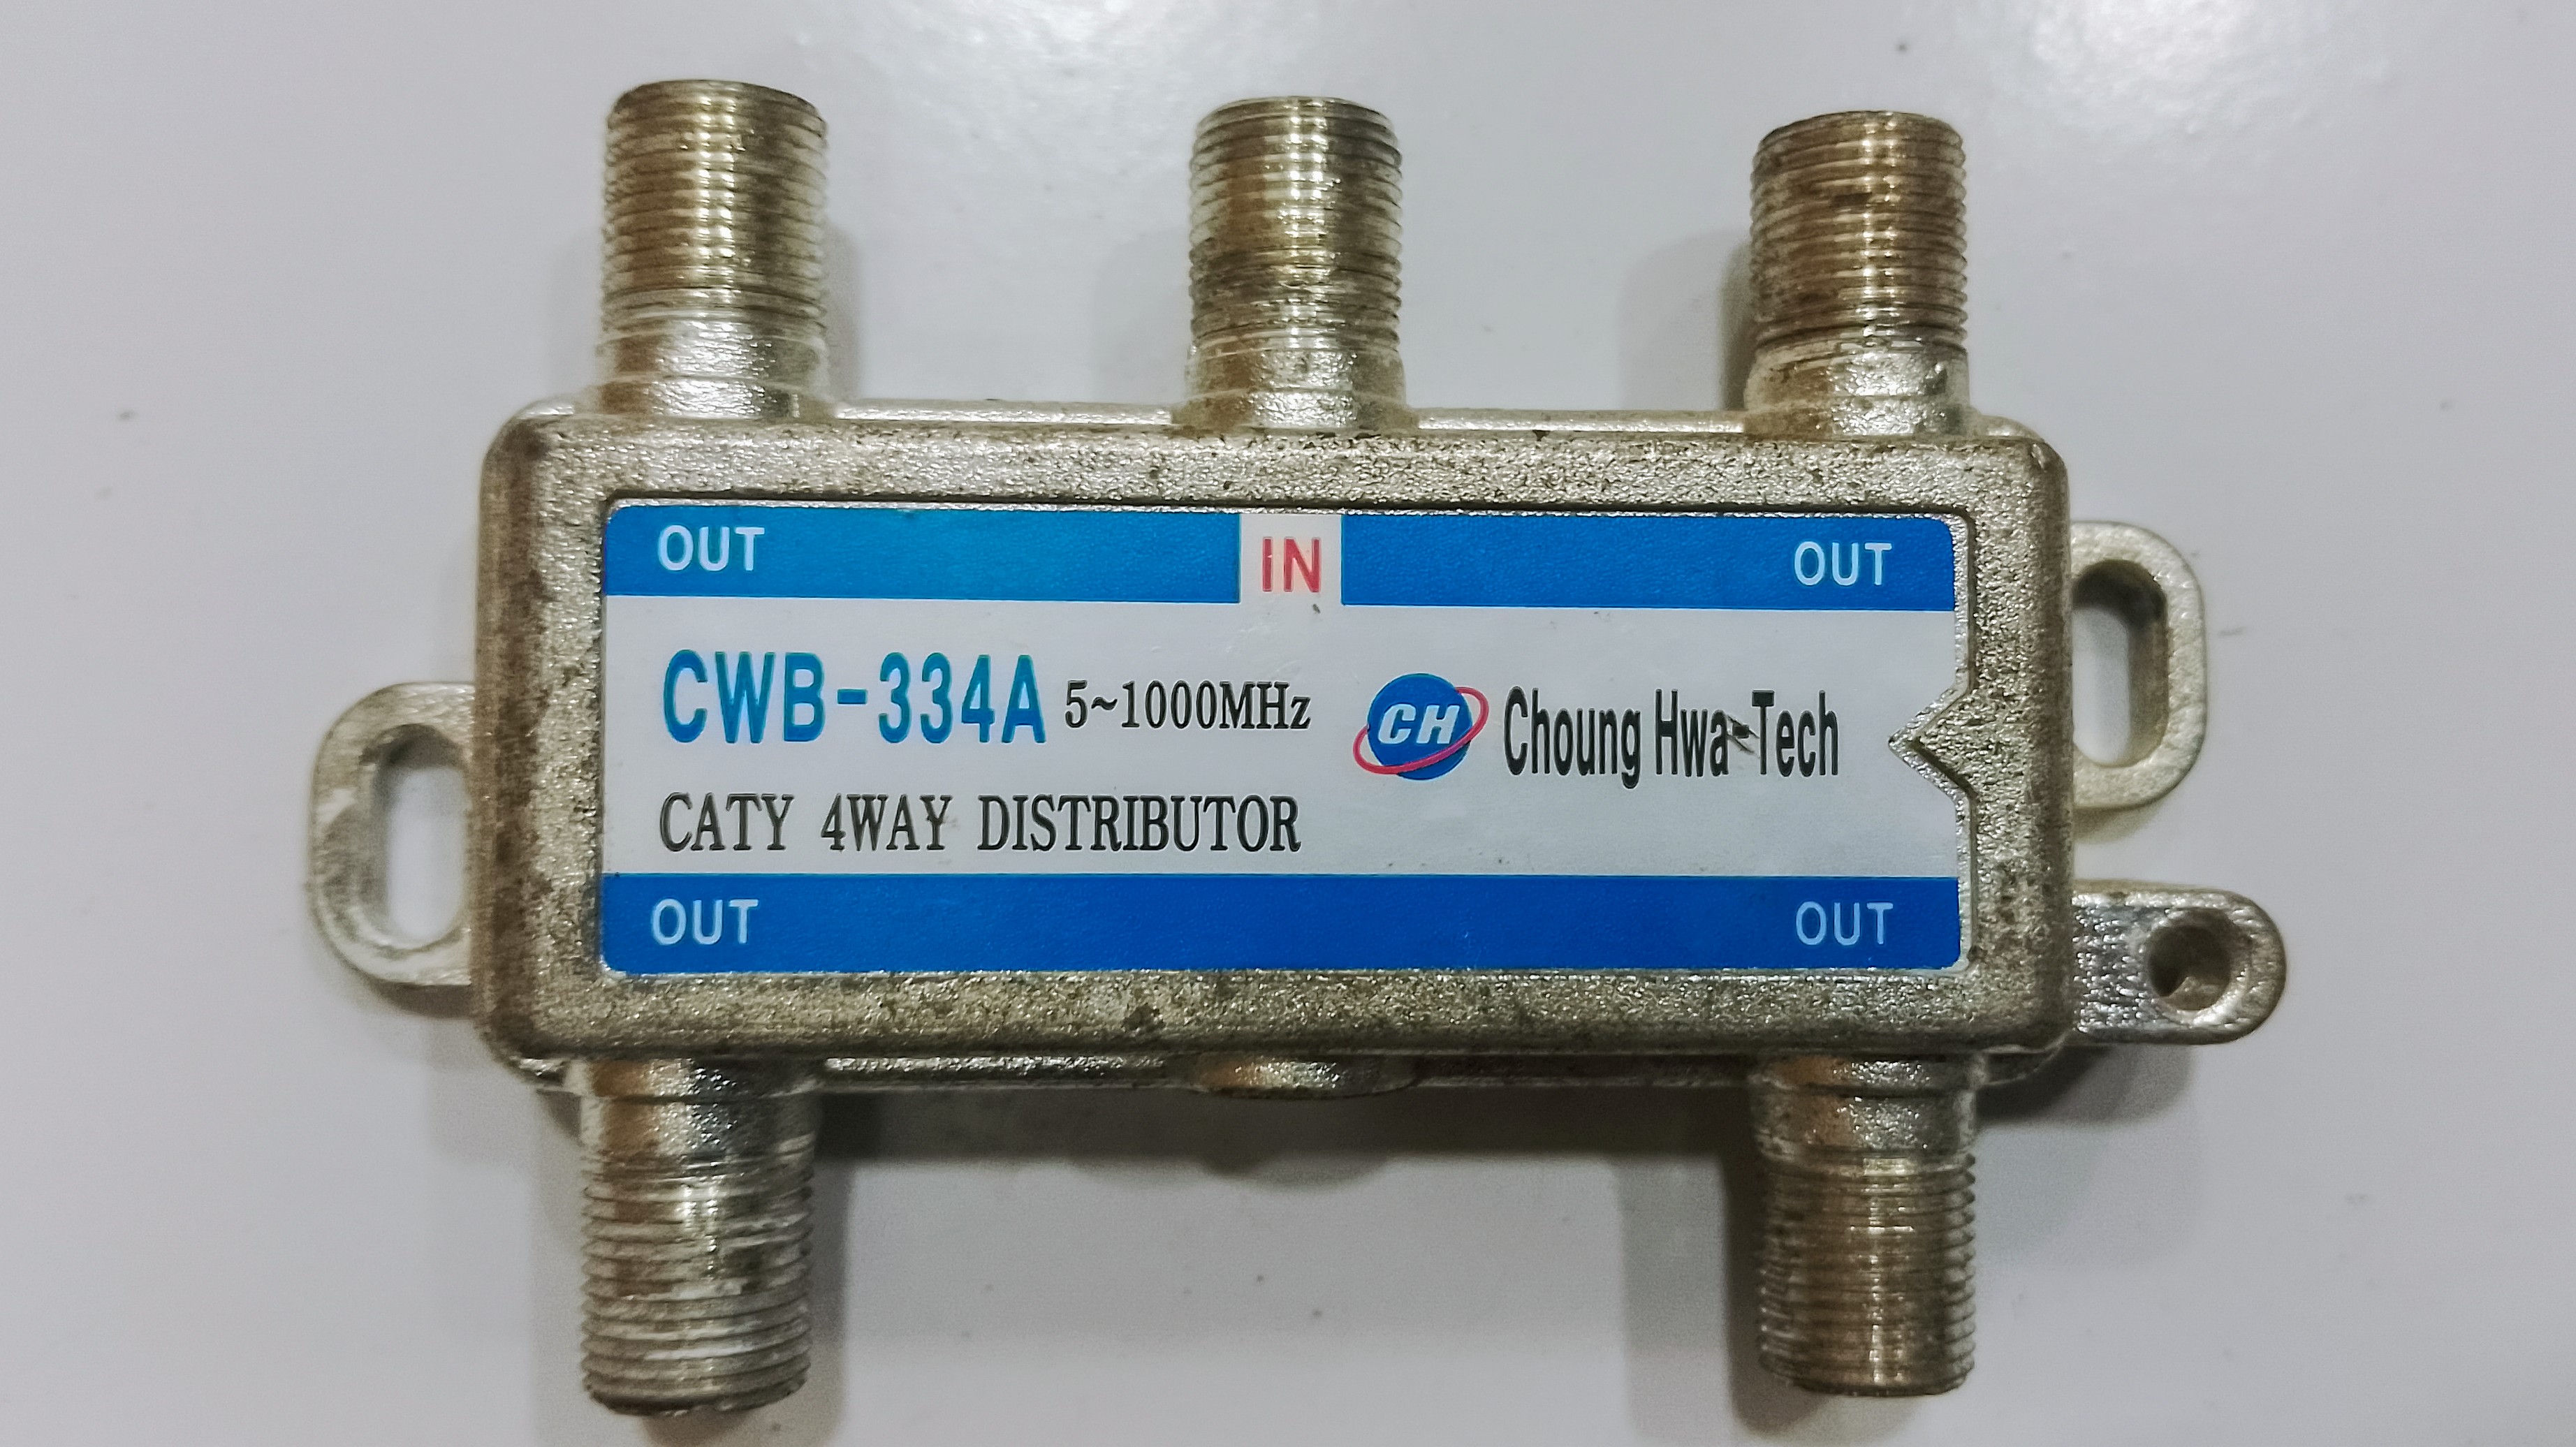 OUT IN OUT
CWB-334A 5~1000MHz CH Choung Hwa-Tech
CATY 4WAY DISTRIBUTOR
OUT OUT